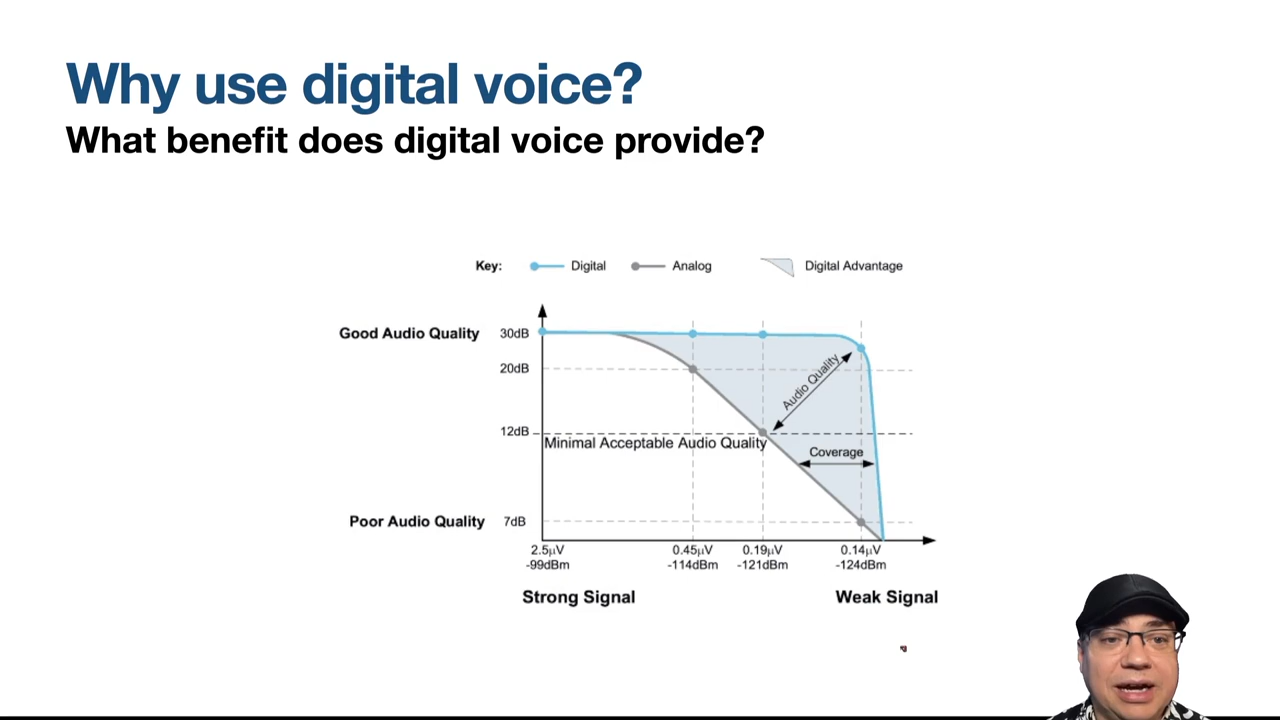 Why use digital voice?
What benefit does digital voice provide?
Key: Digital Analog Digital Advantage
Good Audio Quality 30dB
20dB
Audio Quality
12dB
Minimal Acceptable Audio Quality
Coverage
Poor Audio Quality 7dB
2.5µV 0.45µV 0.19µV 0.14µV
-99dBm -114dBm -121dBm -124dBm
Strong Signal Weak Signal